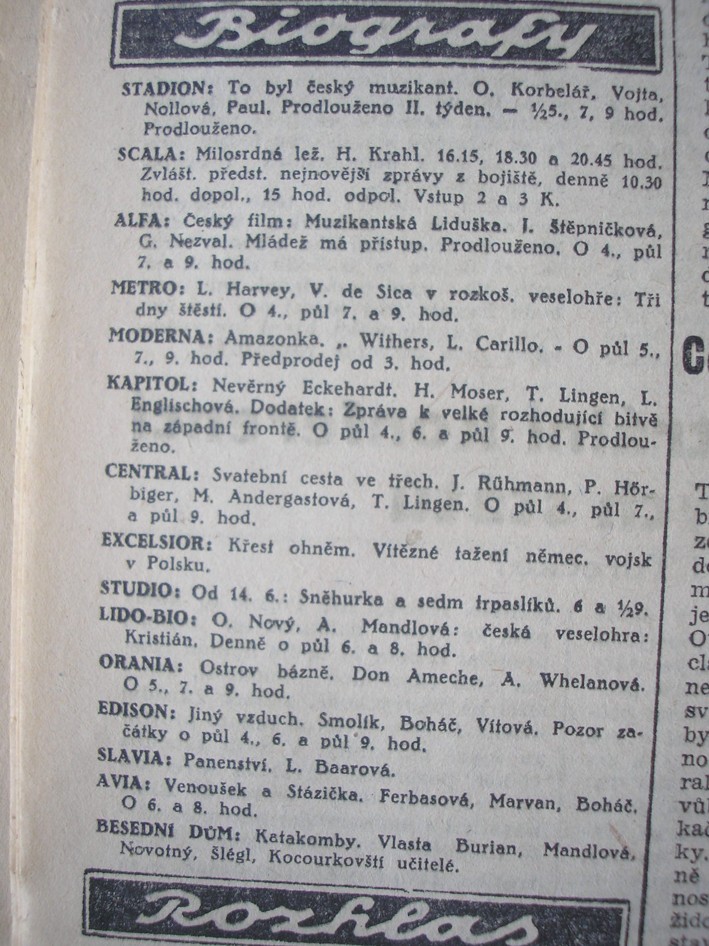 Biografy
STADION: To byl český muzikant. O. Korbelář, Vojta,
Nollová, Paul. Prodlouženo II. týden. — ½5., 7, 9 hod.
Prodlouženo.
SCALA: Milosrdná lež. H. Krahl. 16.15, 18.30 a 20.45 hod.
Zvlášt. předst. nejnovější zprávy z bojiště, denně 10.30
hod. dopol., 15 hod. odpol. Vstup 2 a 3 K.
ALFA: Český film: Muzikantská Liduška. J. Štěpničková,
G. Nezval. Mládež má přístup. Prodlouženo. O 4., půl
7. a 9. hod.
METRO: L. Harvey, V. de Sica v rozkoš. veselohře: Tři
dny štěstí. O 4., půl 7. a 9. hod.
MODERNA: Amazonka. „. Withers, L. Carillo. - O půl 5.,
7., 9. hod. Předprodej od 3. hod.
KAPITOL: Nevěrný Eckehardt. H. Moser, T. Lingen, L.
Englischová. Dodatek: Zpráva k velké rozhodující bitvě
na západní frontě. O půl 4., 6. a půl 9. hod. Prodlou-
ženo.
CENTRAL: Svatební cesta ve třech. J. Rühmann, P. Hör-
biger, M. Andergastová, T. Lingen. O půl 4., půl 7.,
a půl 9. hod.
EXCELSIOR: Křest ohněm. Vítězné tažení němec. vojsk
v Polsku.
STUDIO: Od 14. 6.: Sněhurka a sedm trpaslíků. 6 a ½9.
LIDO-BIO: O. Nový, A. Mandlová: česká veselohra:
Kristián. Denně o půl 6. a 8. hod.
ORANIA: Ostrov bázně. Don Ameche, A. Whelanová.
O 5., 7. a 9. hod.
EDISON: Jiný vzduch. Smolík, Boháč, Vítová. Pozor za-
čátky o půl 4., 6. a půl 9. hod.
SLAVIA: Panenství. L. Baarová.
AVIA: Venoušek a Stázička. Ferbasová, Marvan, Boháč.
O 6. a 8. hod.
BESEDNÍ DŮM: Katakomby. Vlasta Burian, Mandlová,
Novotný, Šlégl, Kocourkovští učitelé.
Rozhlas